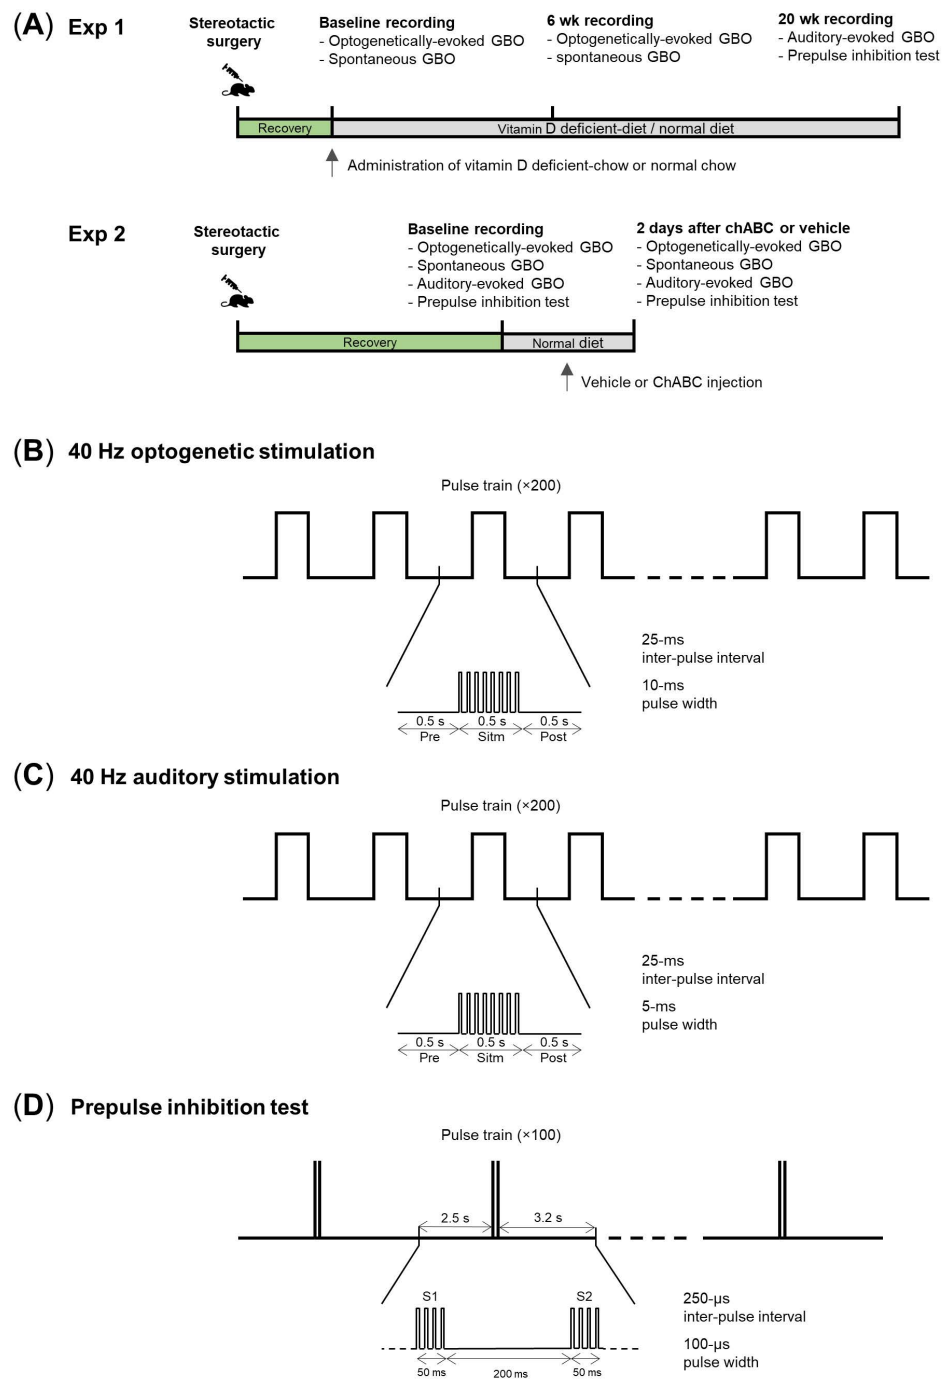 (A) Exp 1
Stereotactic
surgery
Baseline recording
- Optogenetically-evoked GBO
- Spontaneous GBO
6 wk recording
- Optogenetically-evoked GBO
- spontaneous GBO
20 wk recording
- Auditory-evoked GBO
- Prepulse inhibition test
Recovery
Vitamin D deficient-diet / normal diet
Administration of vitamin D deficient-chow or normal chow
Exp 2
Stereotactic
surgery
Baseline recording
- Optogenetically-evoked GBO
- Spontaneous GBO
- Auditory-evoked GBO
- Prepulse inhibition test
2 days after chABC or vehicle
- Optogenetically-evoked GBO
- Spontaneous GBO
- Auditory-evoked GBO
- Prepulse inhibition test
Recovery
Normal diet
Vehicle or ChABC injection
(B) 40 Hz optogenetic stimulation
Pulse train (×200)
25-ms
inter-pulse interval
10-ms
pulse width
0.5 s 0.5 s 0.5 s
Pre Sitm Post
(C) 40 Hz auditory stimulation
Pulse train (×200)
25-ms
inter-pulse interval
5-ms
pulse width
0.5 s 0.5 s 0.5 s
Pre Sitm Post
(D) Prepulse inhibition test
Pulse train (×100)
2.5 s 3.2 s
S1 S2
250-µs
inter-pulse interval
100-µs
pulse width
50 ms 200 ms 50 ms